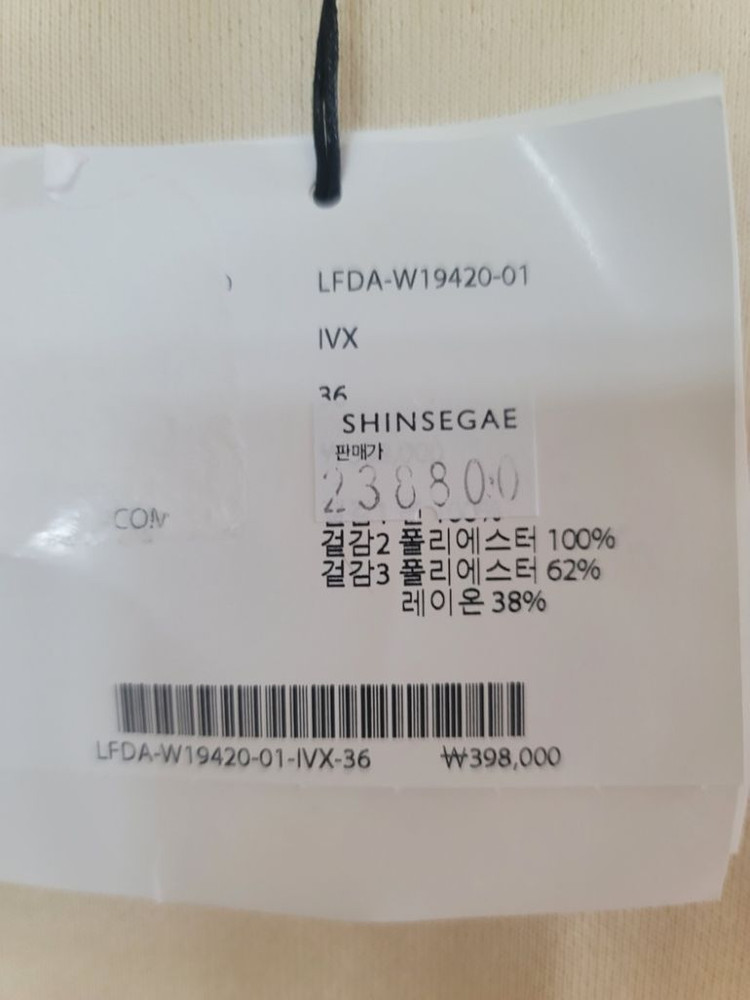 LFDA-W19420-01
IVX
36
SHINSEGAE
판매가
238800
COM
겉감2 폴리에스터 100%
겉감3 폴리에스터 62%
레이온 38%
LFDA-W19420-01-IVX-36 ₩398,000